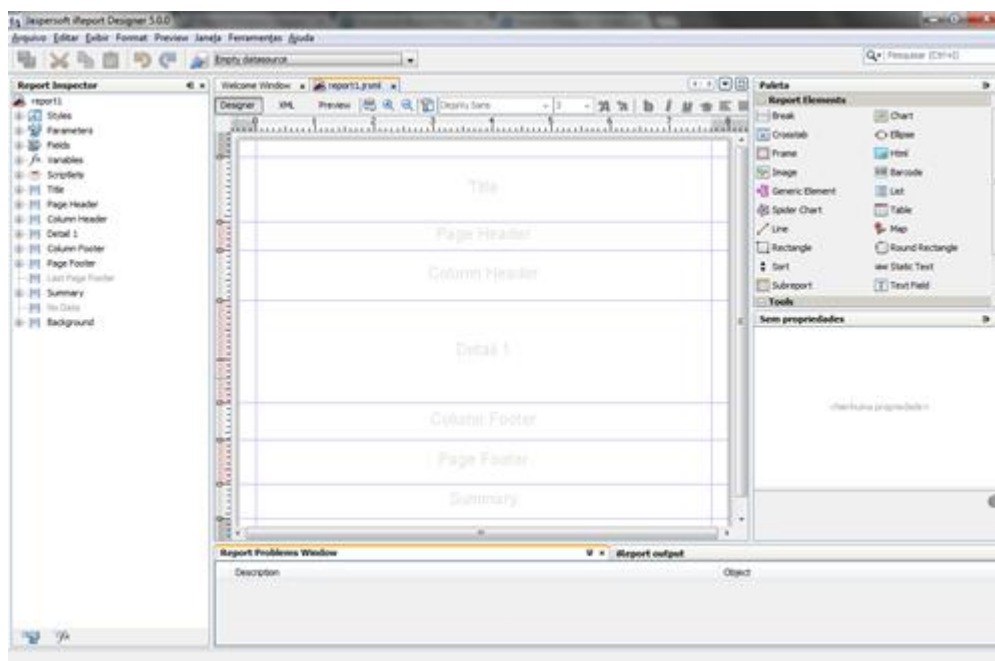 Jaspersoft iReport Designer 5.0.0
Arquivo Editar Exibir Format Preview Janela Ferramentas Ajuda
Empty datasource
Pesquisar (Ctrl+I)
Report Inspector
report1
Styles
Parameters
Fields
Variables
Scriptlets
Title
Page Header
Column Header
Detail 1
Column Footer
Page Footer
Last Page Footer
Summary
No Data
Background
Welcome Window
report1.jrxml
Designer XML Preview
DejaVu Sans
Title
Page Header
Column Header
Detail 1
Column Footer
Page Footer
Summary
Paleta
Report Elements
Break Chart
Crosstab Ellipse
Frame Html
Image Barcode
Generic Element List
Spider Chart Table
Line Map
Rectangle Round Rectangle
Sort Static Text
Subreport Text Field
Tools
Sem propriedades
<Nenhuma propriedade>
Report Problems Window
iReport output
Description Object